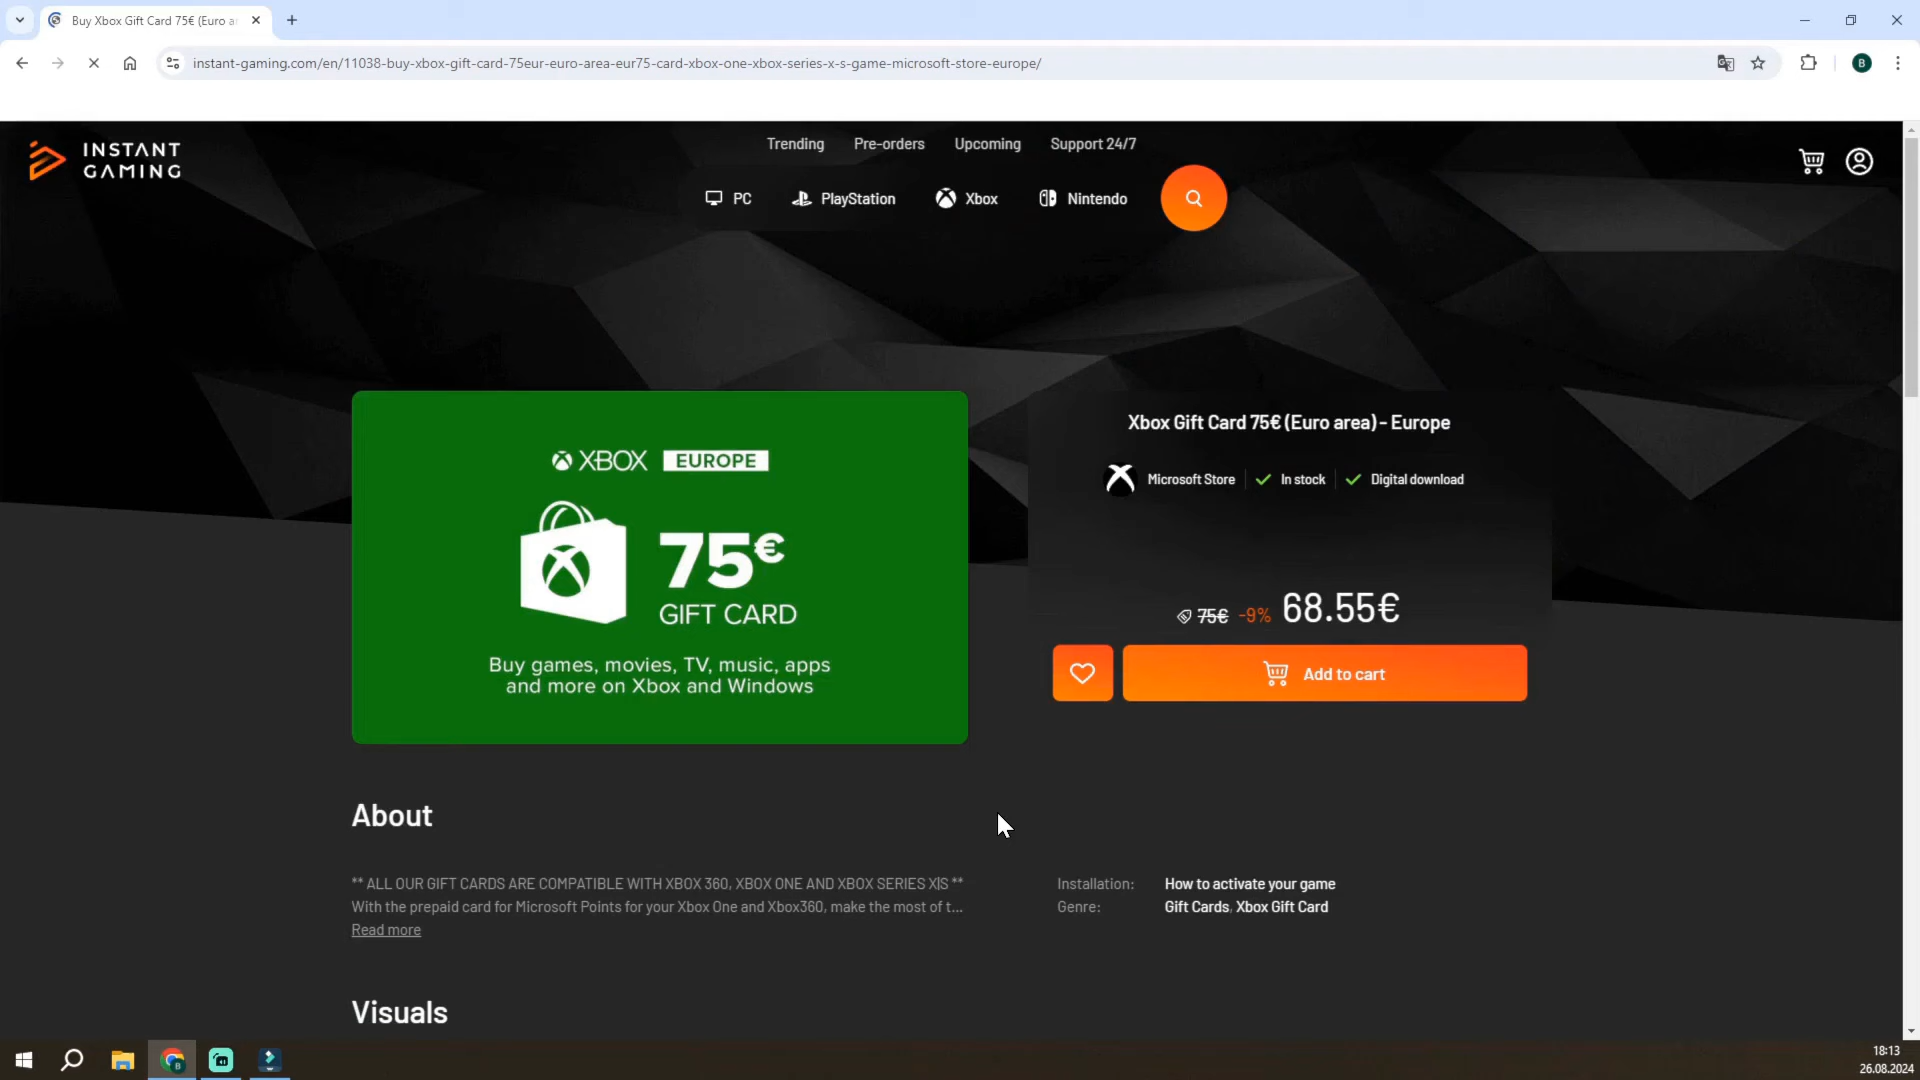 Buy Xbox Gift Card 75€ (Euro a
instant-gaming.com/en/11038-buy-xbox-gift-card-75eur-euro-area-eur75-card-xbox-one-xbox-series-x-s-game-microsoft-store-europe/
B
INSTANT
GAMING
Trending Pre-orders Upcoming Support 24/7
PC PlayStation Xbox Nintendo
XBOX EUROPE
75€
GIFT CARD
Buy games, movies, TV, music, apps
and more on Xbox and Windows
Xbox Gift Card 75€ (Euro area) - Europe
Microsoft Store In stock Digital download
75€ -9% 68.55€
Add to cart
About
** ALL OUR GIFT CARDS ARE COMPATIBLE WITH XBOX 360, XBOX ONE AND XBOX SERIES X|S **
With the prepaid card for Microsoft Points for your Xbox One and Xbox360, make the most of t...
Read more
Installation: How to activate your game
Genre: Gift Cards, Xbox Gift Card
Visuals
18:13
26.08.2024